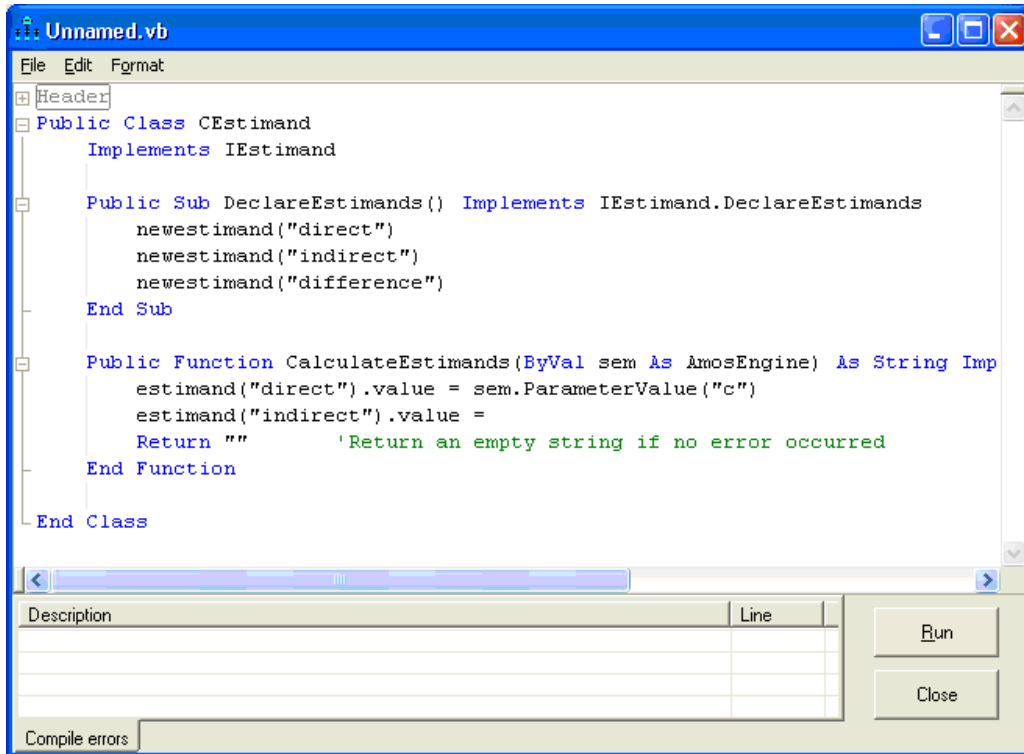 Unnamed.vb
File Edit Format
Header
Public Class CEstimand
Implements IEstimand
Public Sub DeclareEstimands() Implements IEstimand.DeclareEstimands
newestimand("direct")
newestimand("indirect")
newestimand("difference")
End Sub
Public Function CalculateEstimands(ByVal sem As AmosEngine) As String Imp
estimand("direct").value = sem.ParameterValue("c")
estimand("indirect").value =
Return "" 'Return an empty string if no error occurred
End Function
End Class
Description Line
Run
Close
Compile errors